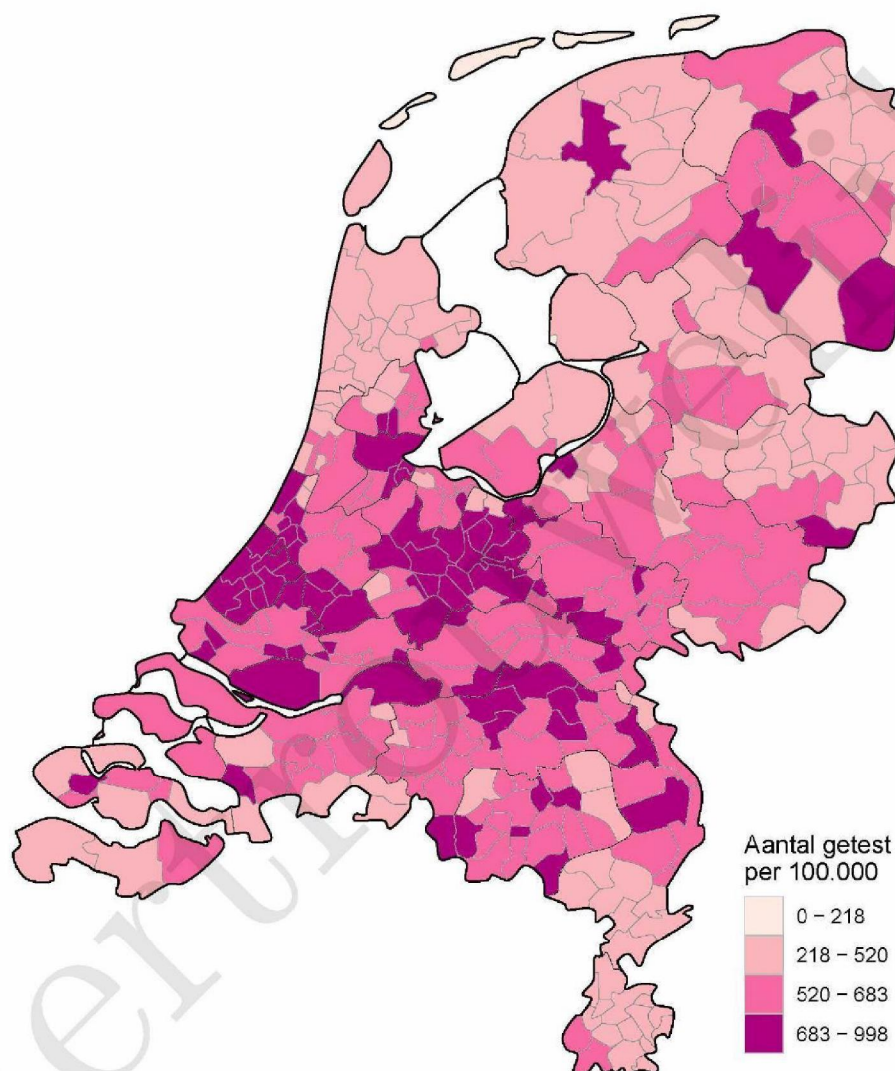 Aantal getest
per 100.000
0 – 218
218 – 520
520 – 683
683 – 998